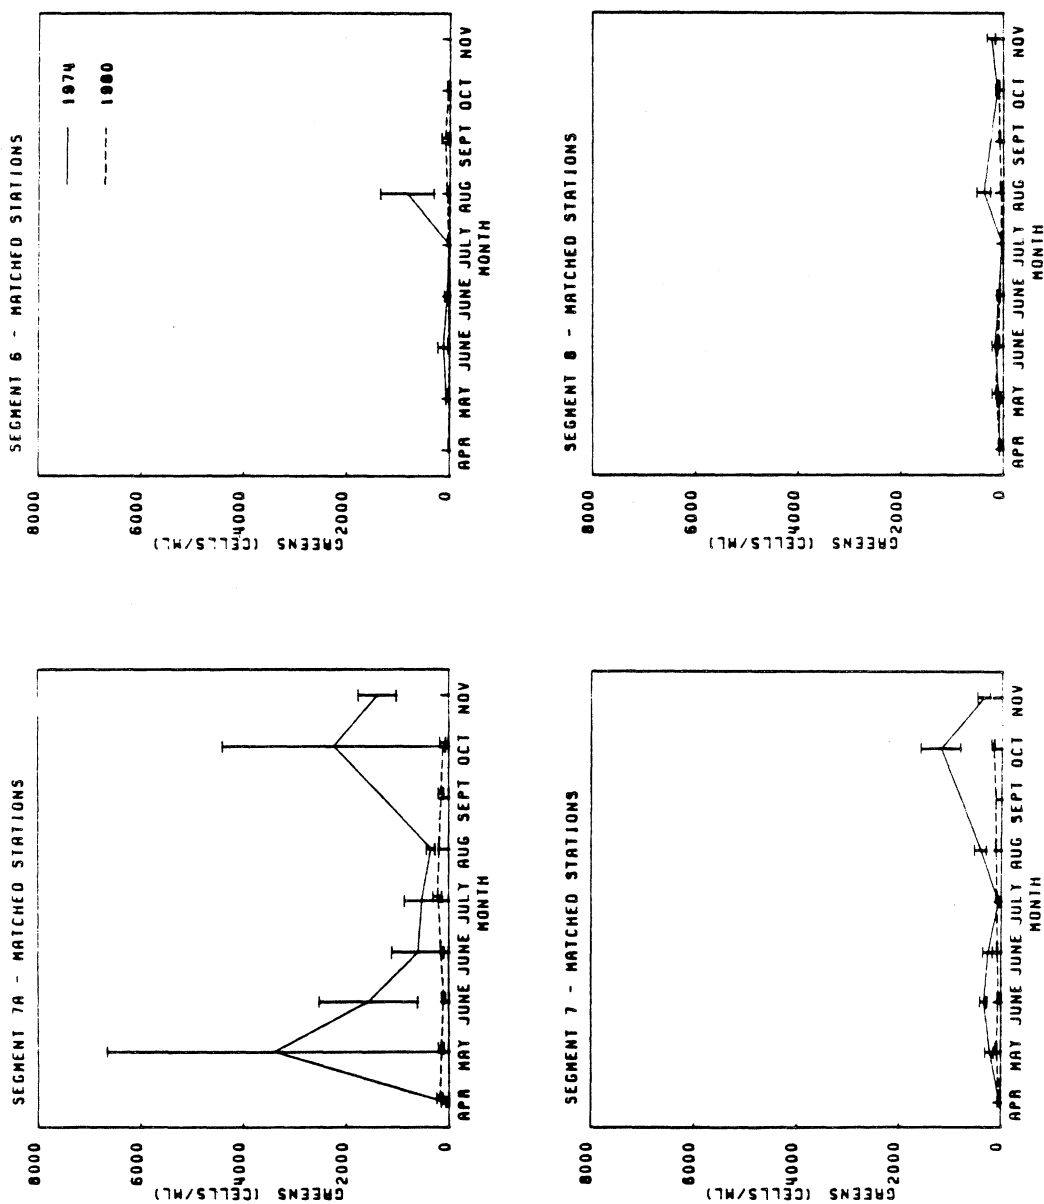 SEGMENT 7A - MATCHED STATIONS
8000
6000
4000
2000
0
GREENS (CELLS/ML)
APR MAY JUNE JUNE JULY AUG SEPT OCT NOV
MONTH
SEGMENT 6 - MATCHED STATIONS
1974
1980
8000
6000
4000
2000
0
GREENS (CELLS/ML)
APR MAY JUNE JUNE JULY AUG SEPT OCT NOV
MONTH
SEGMENT 7 - MATCHED STATIONS
8000
6000
4000
2000
0
GREENS (CELLS/ML)
APR MAY JUNE JUNE JULY AUG SEPT OCT NOV
MONTH
SEGMENT 8 - MATCHED STATIONS
8000
6000
4000
2000
0
GREENS (CELLS/ML)
APR MAY JUNE JUNE JULY AUG SEPT OCT NOV
MONTH